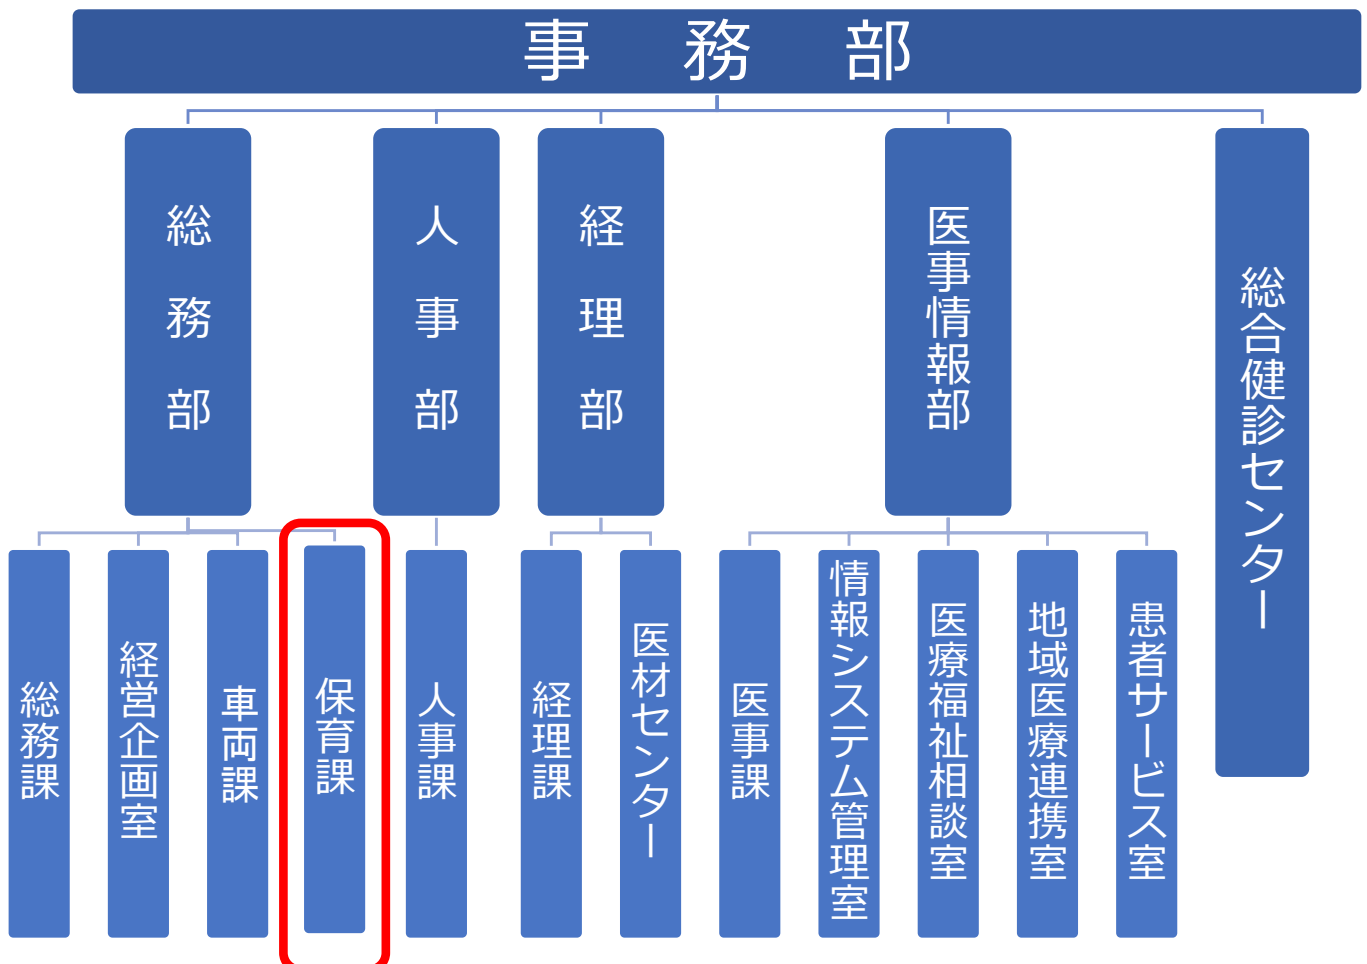 事務部
総務部
人事部
経理部
医事情報部
総合健診センター
総務課
経営企画室
車両課
保育課
人事課
経理課
医材センター
医事課
情報システム管理室
医療福祉相談室
地域医療連携室
患者サービス室